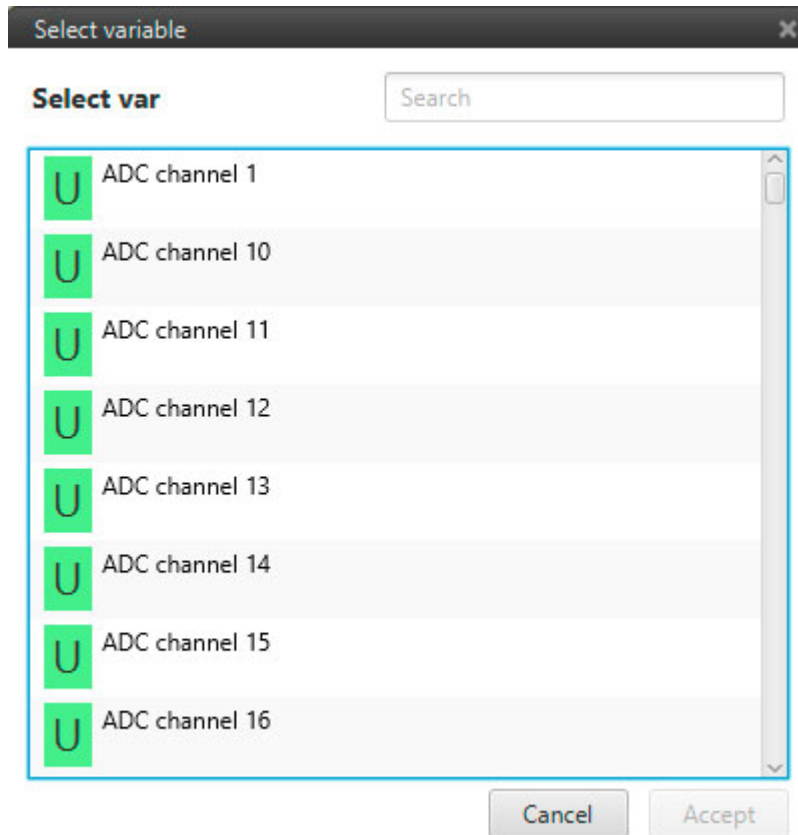 Select variable
Select var
Search
U ADC channel 1
U ADC channel 10
U ADC channel 11
U ADC channel 12
U ADC channel 13
U ADC channel 14
U ADC channel 15
U ADC channel 16
Cancel Accept